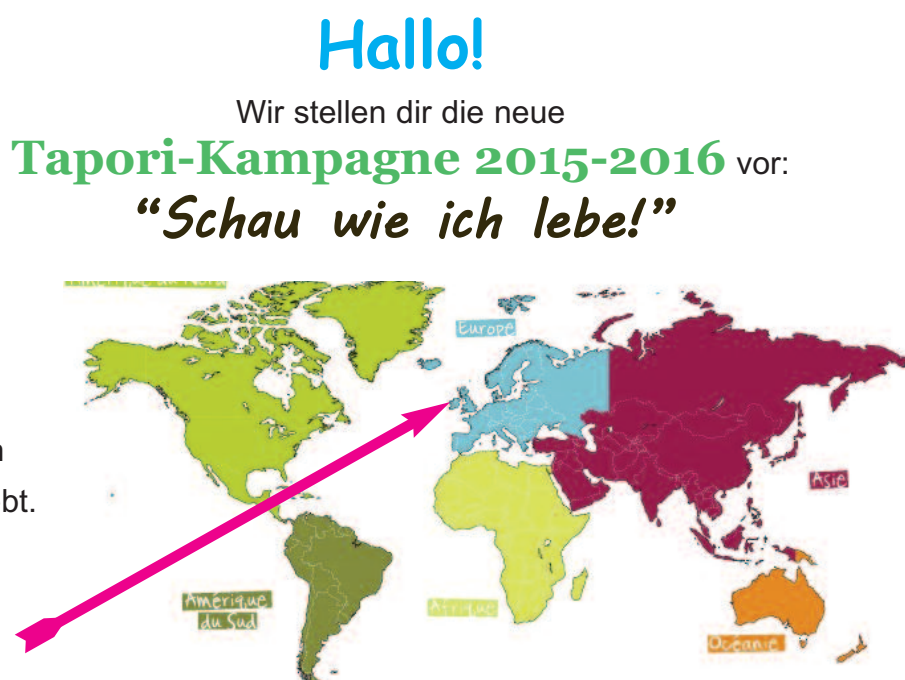 Hallo!
Wir stellen dir die neue
Tapori-Kampagne 2015-2016 vor:
“Schau wie ich lebe!”
Europe
bt.
Asie
Amérique
du Sud
Afrique
Océanie